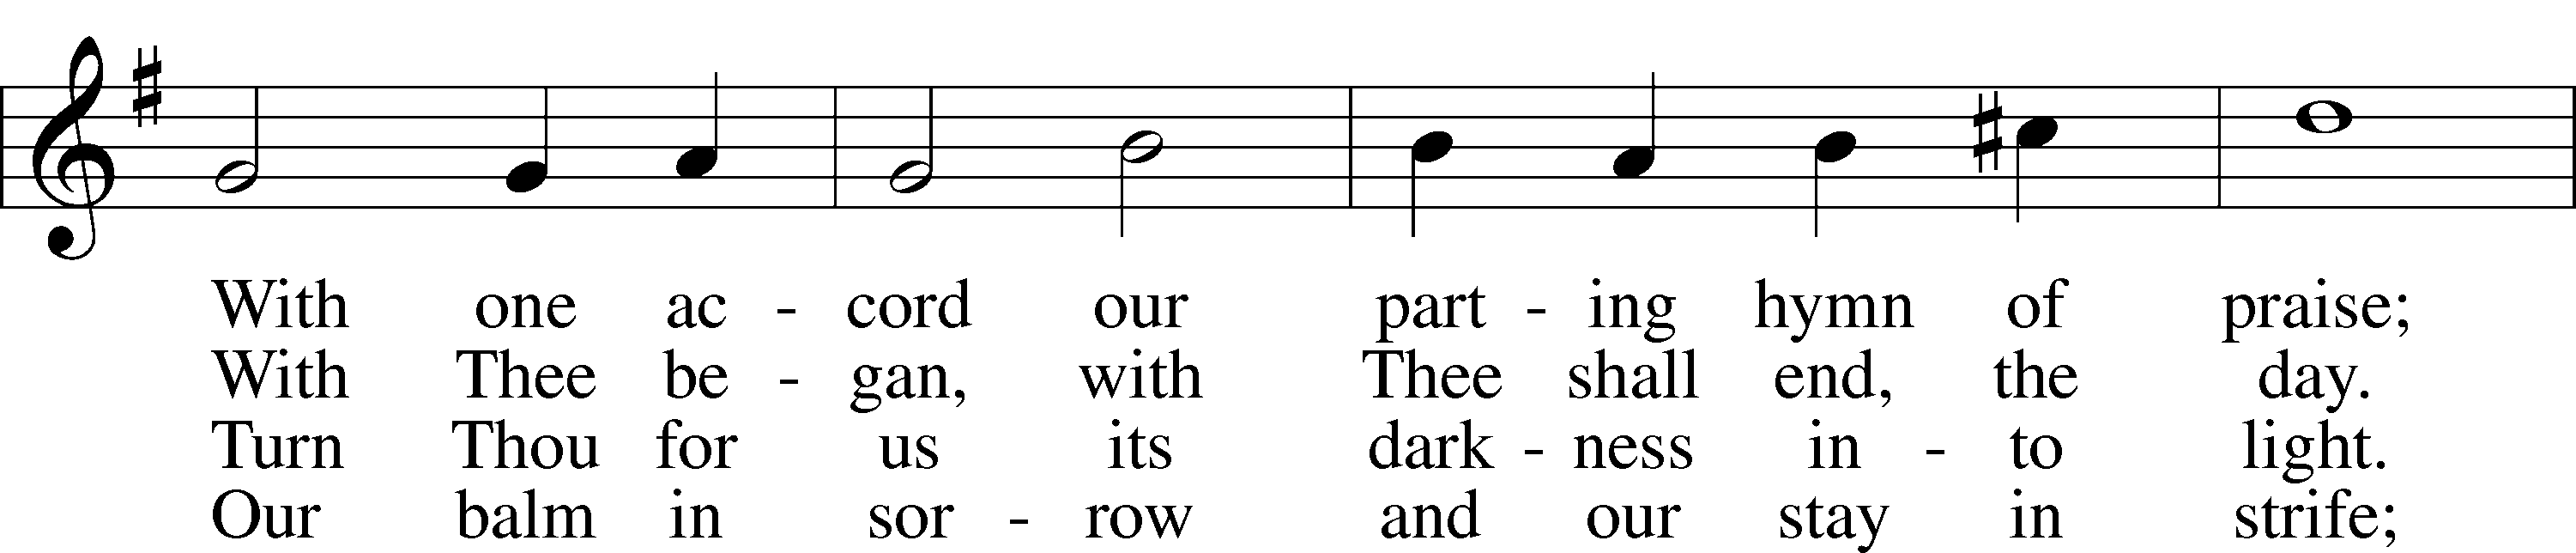 With one ac - cord our part - ing hymn of praise;
With Thee be - gan, with Thee shall end, the day.
Turn Thou for us its dark - ness in - to light.
Our balm in sor - row and our stay in strife;